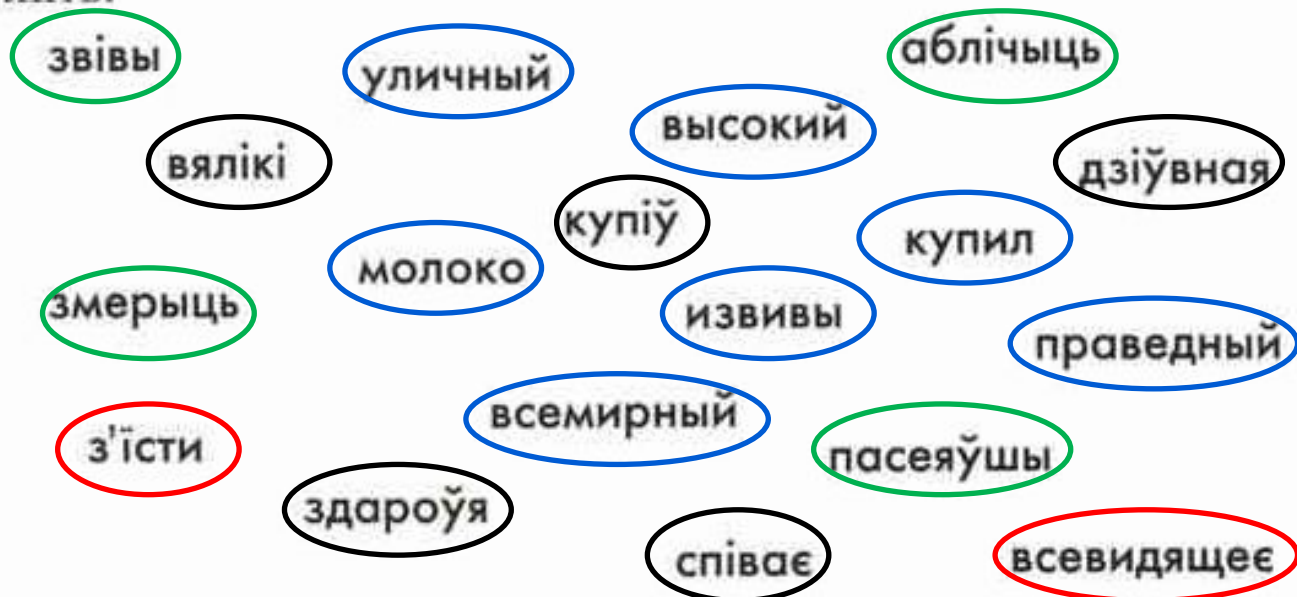 звівы
уличный
аблічыць
высокий
вялікі
дзіўвная
купіў
купил
молоко
змерыць
извивы
праведный
всемирный
з'їсти
пасеяўшы
здароўя
співає
всевидящеє